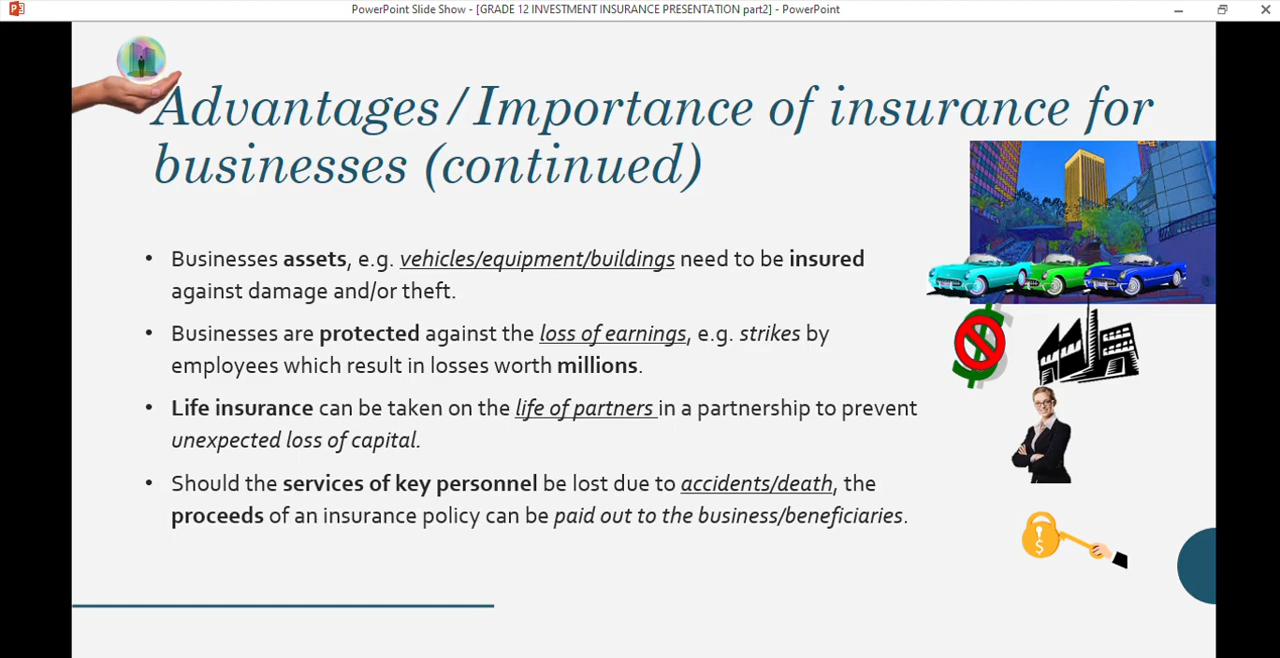 PowerPoint Slide Show - [GRADE 12 INVESTMENT INSURANCE PRESENTATION part2] - PowerPoint
Advantages/Importance of insurance for
businesses (continued)
• Businesses assets, e.g. vehicles/equipment/buildings need to be insured
against damage and/or theft.
• Businesses are protected against the loss of earnings, e.g. strikes by
employees which result in losses worth millions.
• Life insurance can be taken on the life of partners in a partnership to prevent
unexpected loss of capital.
• Should the services of key personnel be lost due to accidents/death, the
proceeds of an insurance policy can be paid out to the business/beneficiaries.